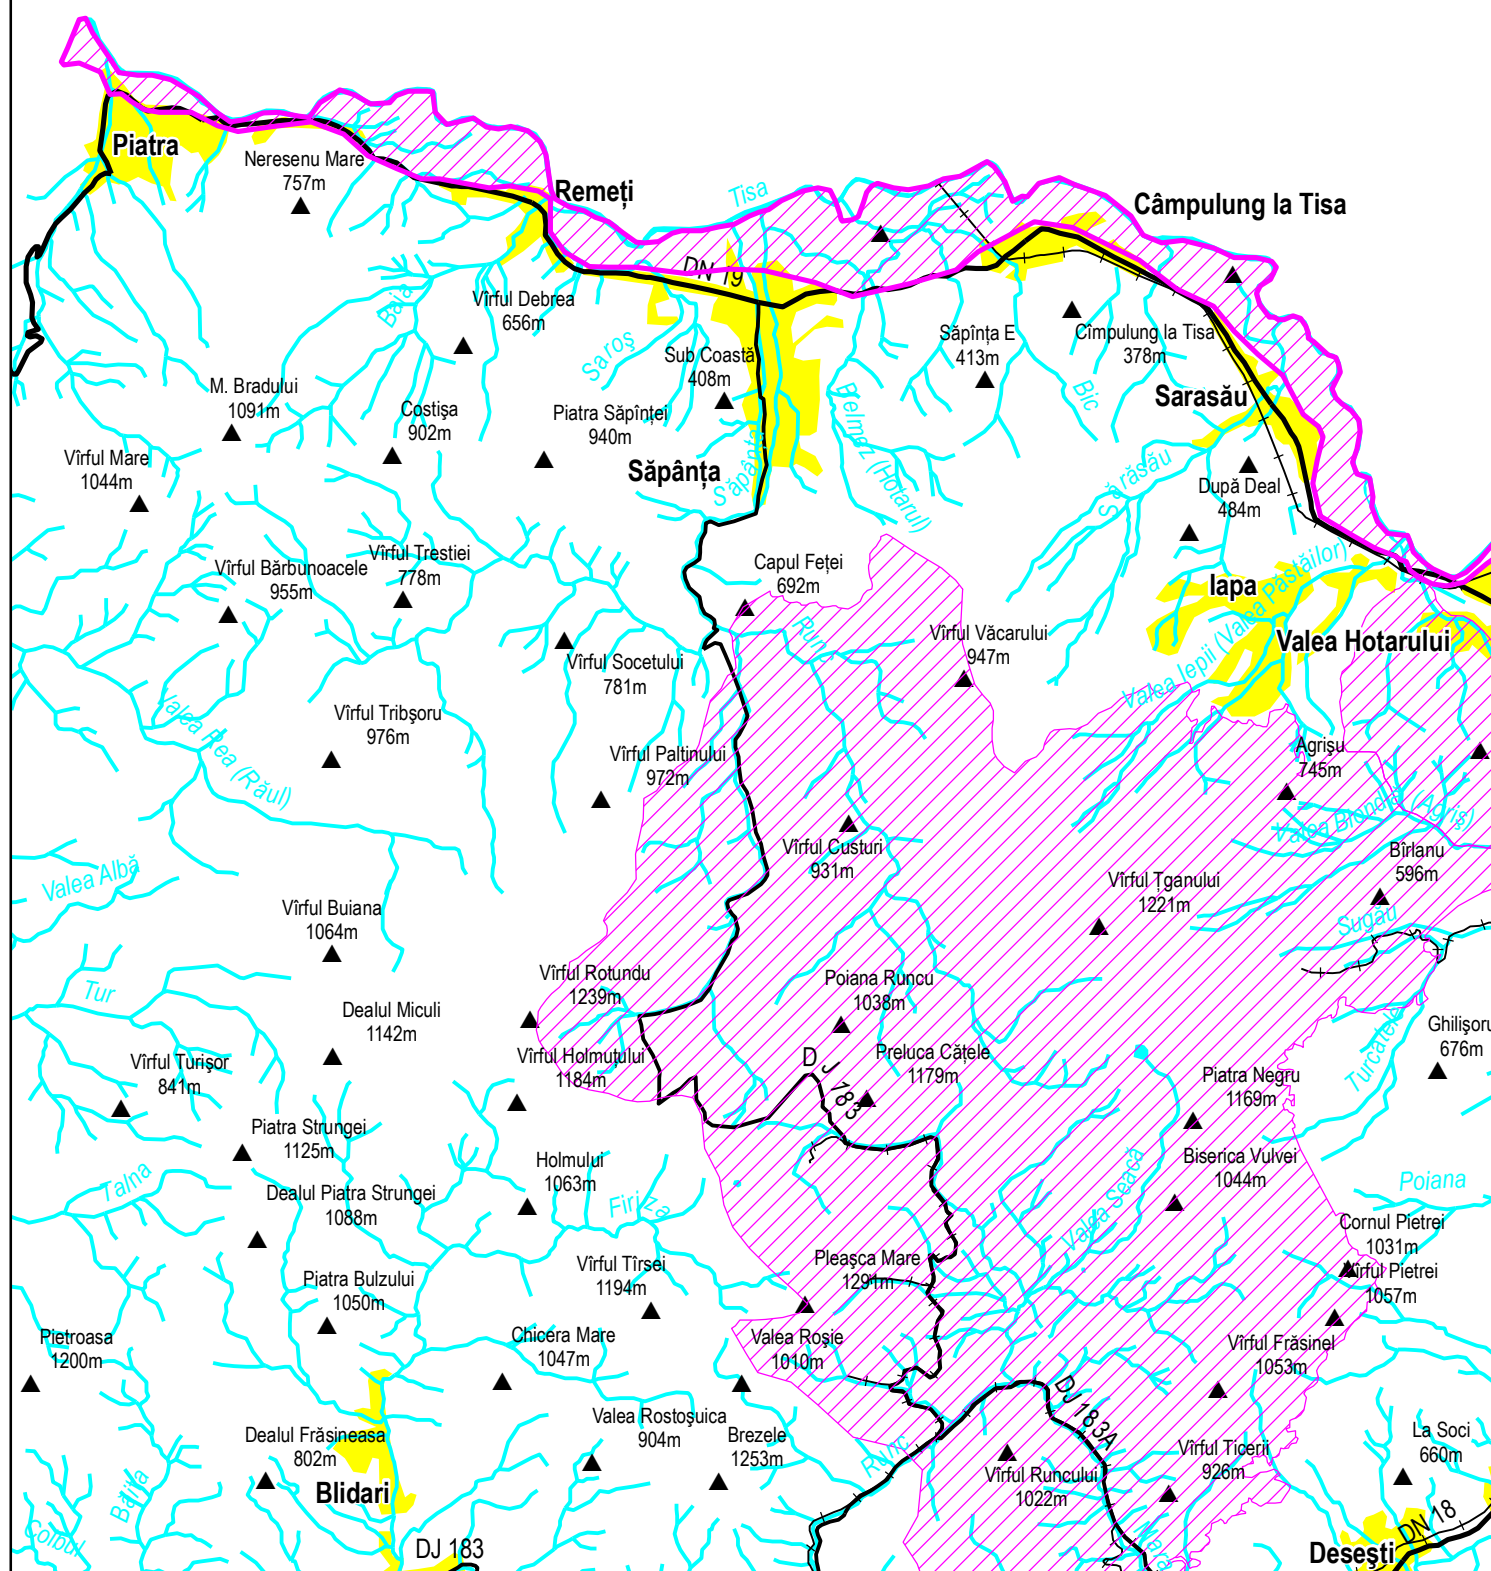 Piatra
Neresenu Mare
757m
Remeți
Tisa
Câmpulung la Tisa
DN 19
Baia
Vîrful Debrea
656m
Saroș
Sub Coastă
408m
Săpînța E
413m
Cîmpulung la Tisa
378m
M. Bradului
1091m
Costișa
902m
Piatra Săpînței
940m
Bic
Sarasău
Vîrful Mare
1044m
Săpânța
Săpânța
(Hotarul)
Sărăsău
După Deal
484m
Vîrful Bărbunoacele
955m
Vîrful Trestiei
778m
Capul Feței
692m
Iapa
Runc
Vîrful Văcarului
947m
Valea Hotarului
Valea Iepii (Valea Păstăilor)
Vîrful Socetului
781m
Valea Rea (Răul)
Vîrful Tribșoru
976m
Vîrful Paltinului
972m
Agrișu
745m
Valea Blondiăi (Agriș)
Vîrful Custuri
931m
Bîrlanu
596m
Valea Albă
Vîrful Țganului
1221m
Vîrful Buiana
1064m
Sugău
Tur
Vîrful Rotundu
1239m
Poiana Runcu
1038m
Dealul Miculi
1142m
Ghilișoru
676m
Vîrful Turișor
841m
Vîrful Holmuțului
1184m
DJ 183
Preluca Cățele
1179m
Turcatela
Piatra Negru
1169m
Piatra Strungei
1125m
Holmului
1063m
Valea Seacă
Biserica Vulvei
1044m
Talna
Dealul Piatra Strungei
1088m
Firiza
Poiana
Cornul Pietrei
1031m
Piatra Bulzului
1050m
Vîrful Tîrsei
1194m
Pleașca Mare
1291m
Vîrful Pietrei
1057m
Pietroasa
1200m
Chicera Mare
1047m
Valea Roșie
1010m
Vîrful Frăsinel
1053m
DJ 183A
Dealul Frăsineasa
802m
Valea Rostoșuica
904m
Brezele
1253m
Runc
La Soci
660m
Vîrful Ticerii
926m
Vîrful Runcului
1022m
Băița
Blidari
Colbul
DJ 183
Mara
DN 18
Desești